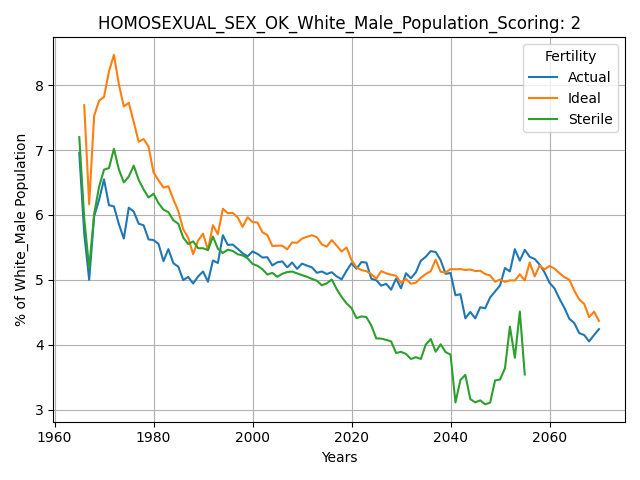 HOMOSEXUAL_SEX_OK_White_Male_Population_Scoring: 2
Fertility
Actual
Ideal
Sterile
% of White_Male Population
8
7
6
5
4
3
1960 1980 2000 2020 2040 2060
Years